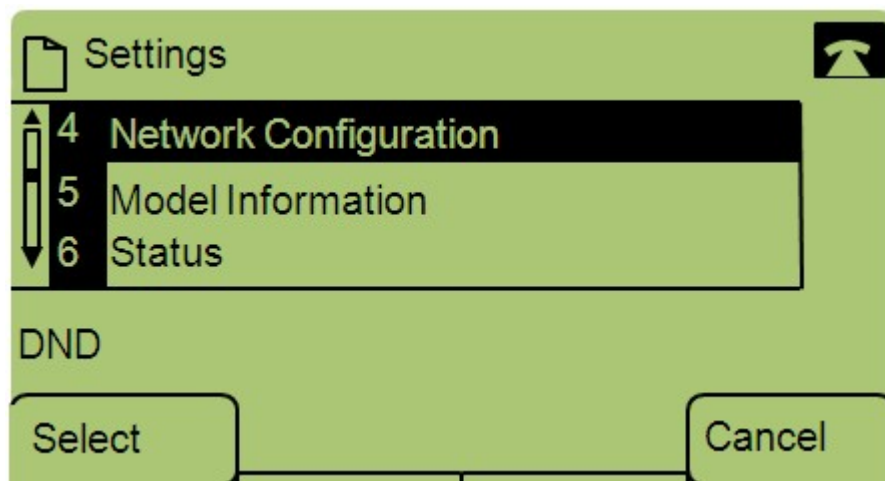 Settings
4 Network Configuration
5 Model Information
6 Status
DND
Select Cancel